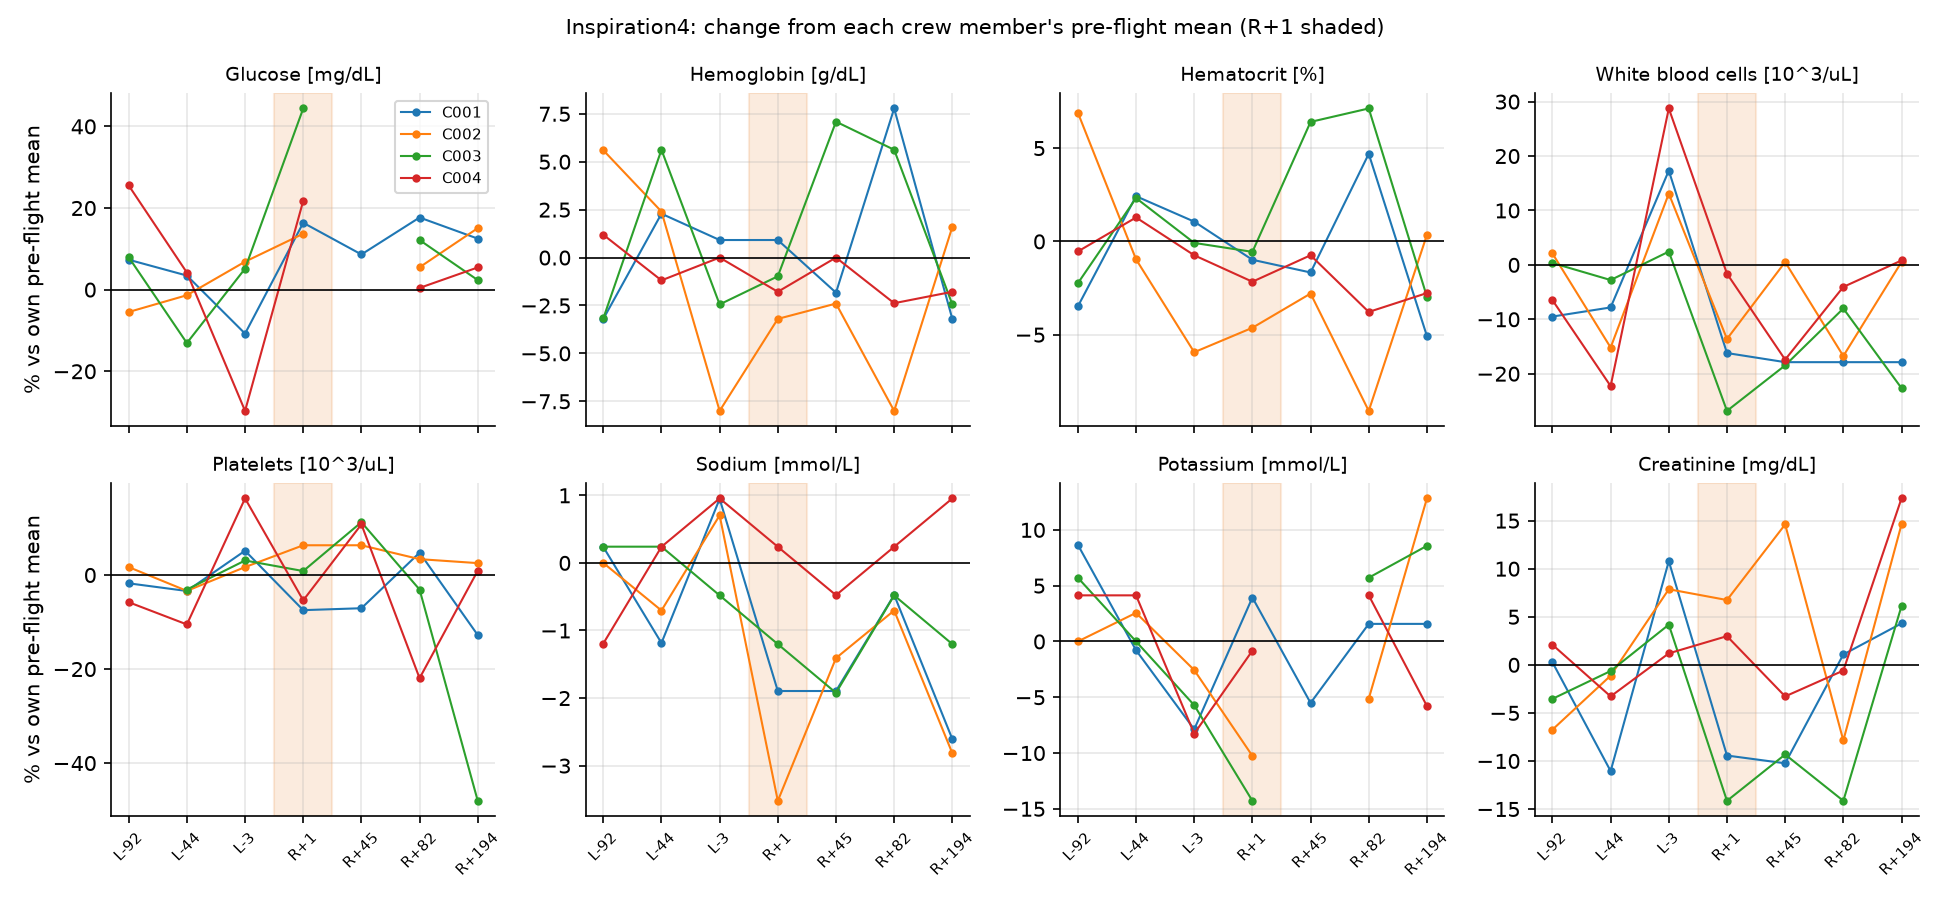 Inspiration4: change from each crew member's pre-flight mean (R+1 shaded)
Glucose [mg/dL]
% vs own pre-flight mean
40
20
0
−20
C001
C002
C003
C004
Hemoglobin [g/dL]
7.5
5.0
2.5
0.0
−2.5
−5.0
−7.5
Hematocrit [%]
5
0
−5
White blood cells [10^3/uL]
30
20
10
0
−10
−20
Platelets [10^3/uL]
% vs own pre-flight mean
0
−20
−40
L-92
L-44
L-3
R+1
R+45
R+82
R+194
Sodium [mmol/L]
1
0
−1
−2
−3
L-92
L-44
L-3
R+1
R+45
R+82
R+194
Potassium [mmol/L]
10
5
0
−5
−10
−15
L-92
L-44
L-3
R+1
R+45
R+82
R+194
Creatinine [mg/dL]
15
10
5
0
−5
−10
−15
L-92
L-44
L-3
R+1
R+45
R+82
R+194